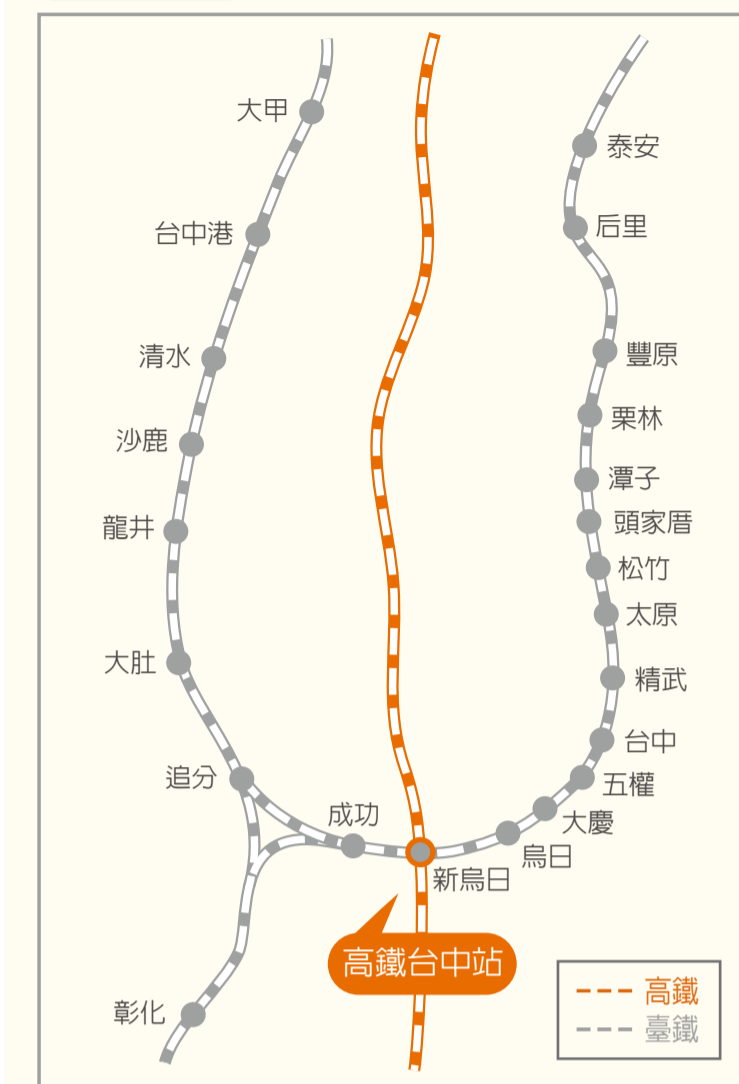 大甲
台中港
清水
沙鹿
龍井
大肚
追分
成功
彰化
泰安
后里
豐原
栗林
潭子
頭家厝
松竹
太原
精武
台中
五權
大慶
烏日
新烏日
高鐵台中站
高鐵
臺鐵